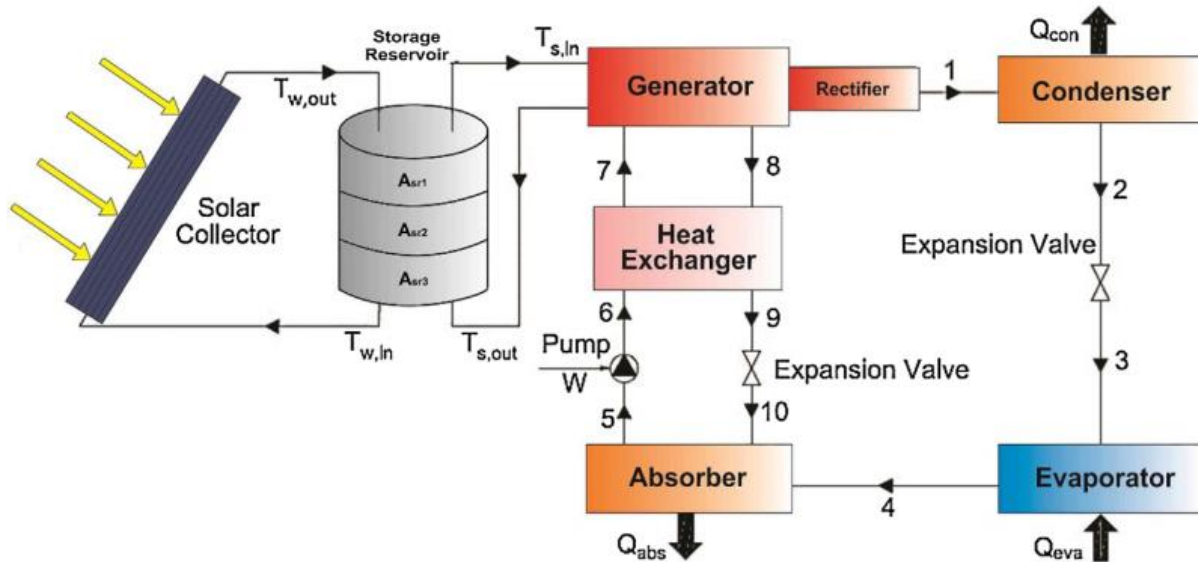 Storage
Reservoir
T_w,out
T_s,In
Generator
Rectifier
1
Q_con
Condenser
Solar
Collector
A_sr1
A_sr2
A_sr3
7
8
Heat
Exchanger
2
Expansion Valve
T_w,In
T_s,out
6
9
Pump
W
Expansion Valve
3
5
10
Absorber
4
Evaporator
Q_abs
Q_eva